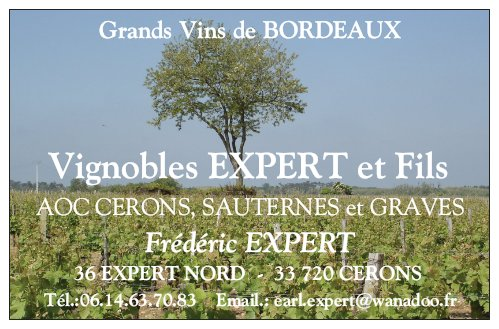 Grands Vins de BORDEAUX
Vignobles EXPERT et Fils
AOC CERONS, SAUTERNES et GRAVES
Frédéric EXPERT
36 EXPERT NORD - 33 720 CERONS
Tél.:06.14.63.70.83 Email.: earl.expert@wanadoo.fr